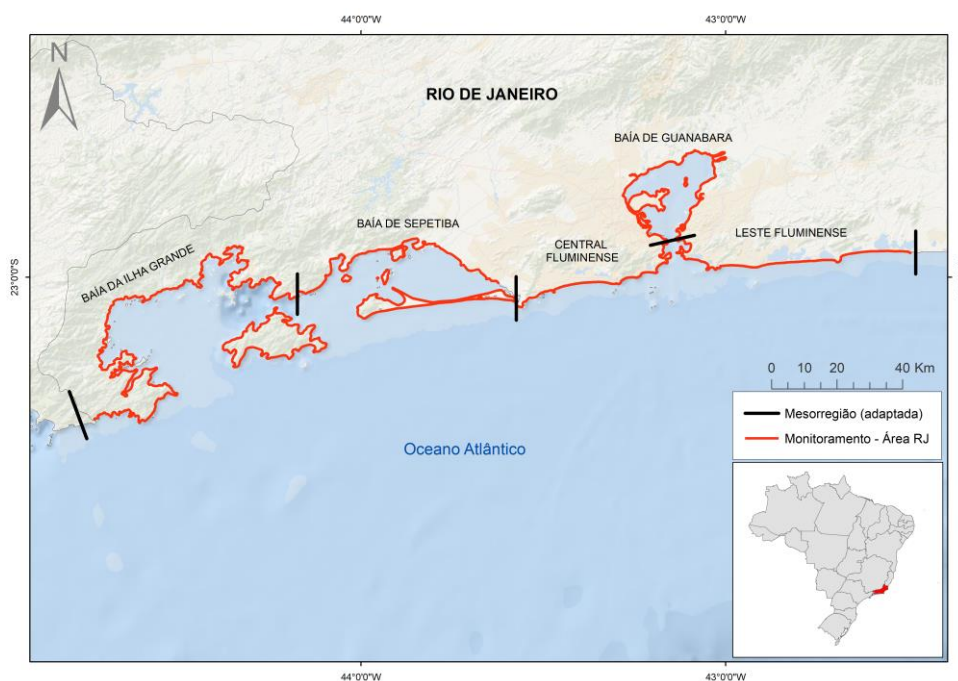 44°0'0"W
43°0'0"W
N
RIO DE JANEIRO
BAÍA DE GUANABARA
BAÍA DE SEPETIBA
LESTE FLUMINENSE
CENTRAL
FLUMINENSE
BAÍA DA ILHA GRANDE
23°0'0"S
0 10 20 40 Km
Mesorregião (adaptada)
Monitoramento - Área RJ
Oceano Atlântico
44°0'0"W
43°0'0"W